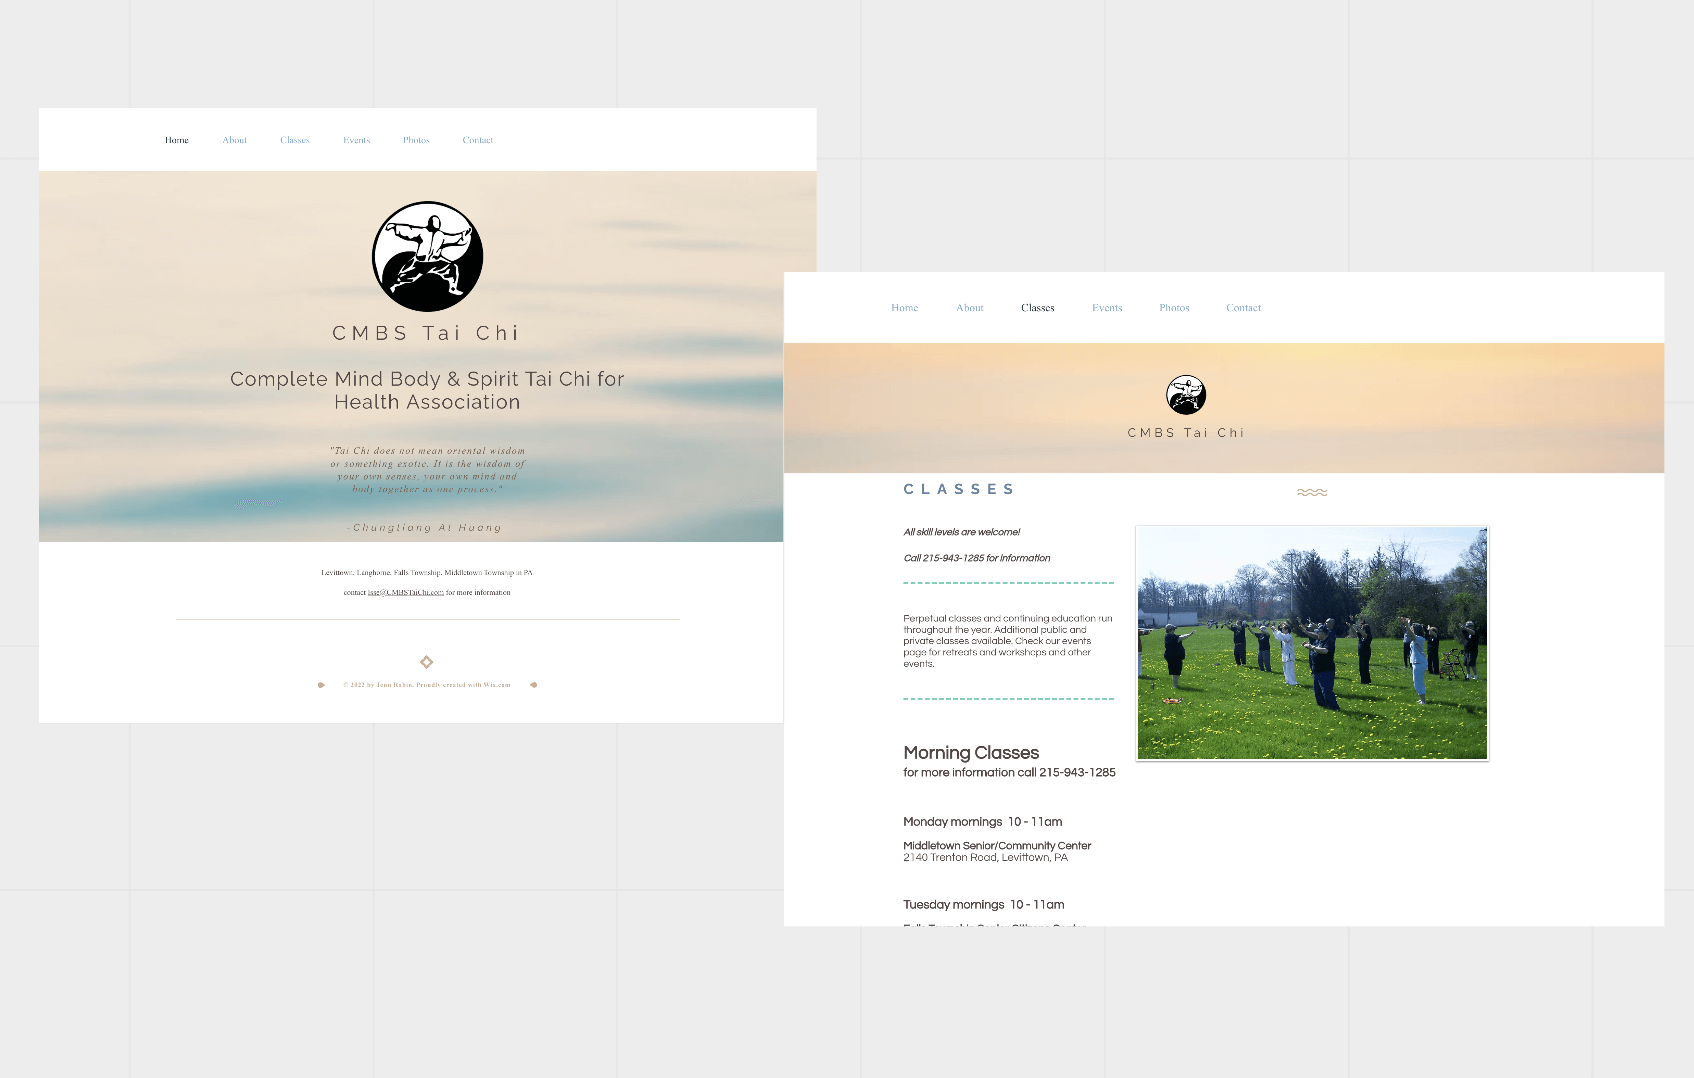 Home About Classes Events Photos Contact
CMBS Tai Chi
Complete Mind Body & Spirit Tai Chi for
Health Association
"Tai Chi does not mean oriental wisdom
or something exotic. It is the wisdom of
your own senses, your own mind and
body together as one process."
-Chungliang Al Huang
Levittown, Langhorne, Falls Township, Middletown Township in PA
contact Isse@CMBSTaiChi.com for more information
© 2022 by Jenn Rubin. Proudly created with Wix.com
Home About Classes Events Photos Contact
CMBS Tai Chi
CLASSES
All skill levels are welcome!
Call 215-943-1285 for information
Perpetual classes and continuing education run
throughout the year. Additional public and
private classes available. Check our events
page for retreats and workshops and other
events.
Morning Classes
for more information call 215-943-1285
Monday mornings 10 - 11am
Middletown Senior/Community Center
2140 Trenton Road, Levittown, PA
Tuesday mornings 10 - 11am